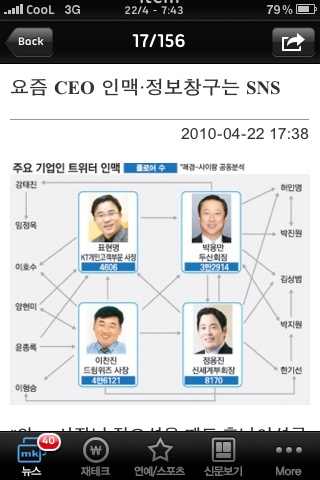 CooL 3G
22/4 - 7:43
79%
Back
17/156
요즘 CEO 인맥·정보창구는 SNS
2010-04-22 17:38
주요 기업인 트위터 인맥 플로어 수 *매경-사이람 공동분석
강태진
임정욱
이호수
양현미
윤종록
이형승
표현명
KT개인고객부문 사장
4606
박용만
두산회장
3만2914
이찬진
드림위즈 사장
4만6121
정용진
신세계부회장
8170
허인영
박진원
김상범
박지원
한기선
mk
40
뉴스
재테크
연예/스포츠
신문보기
More